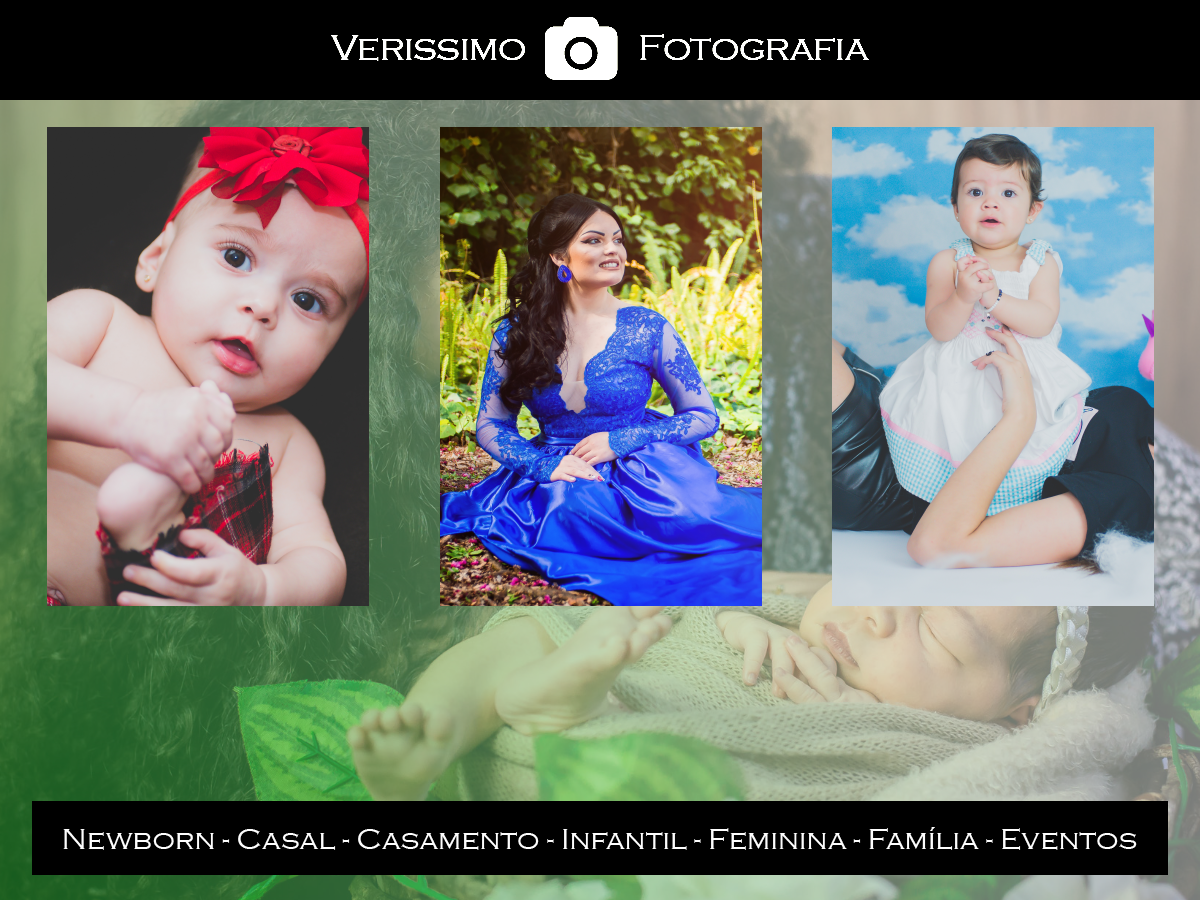 Verissimo Fotografia
Newborn - Casal - Casamento - Infantil - Feminina - Família - Eventos